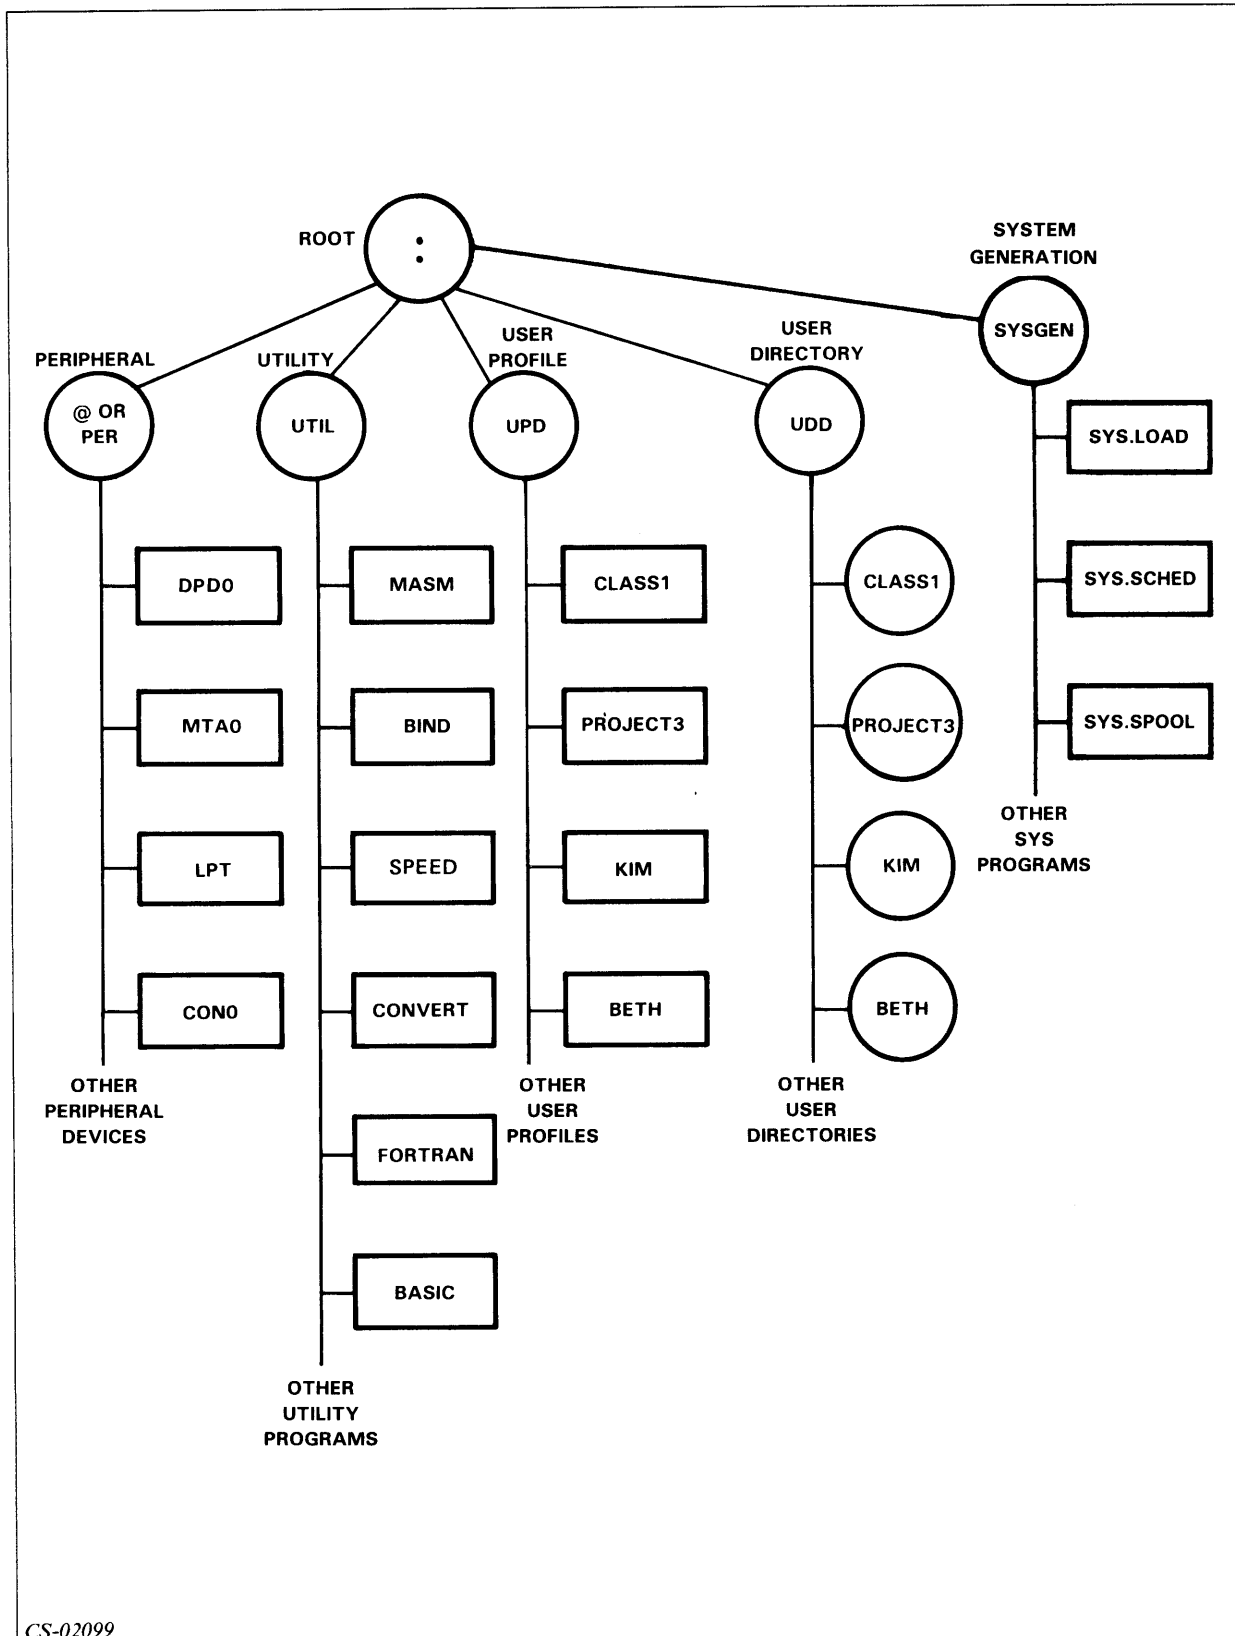 ROOT
:
SYSTEM
GENERATION
SYSGEN
PERIPHERAL
@ OR
PER
UTILITY
UTIL
USER
PROFILE
UPD
USER
DIRECTORY
UDD
SYS.LOAD
SYS.SCHED
SYS.SPOOL
OTHER
SYS
PROGRAMS
DPD0
MTA0
LPT
CON0
OTHER
PERIPHERAL
DEVICES
MASM
BIND
SPEED
CONVERT
FORTRAN
BASIC
OTHER
UTILITY
PROGRAMS
CLASS1
PROJECT3
KIM
BETH
OTHER
USER
PROFILES
CLASS1
PROJECT3
KIM
BETH
OTHER
USER
DIRECTORIES
CS-02099